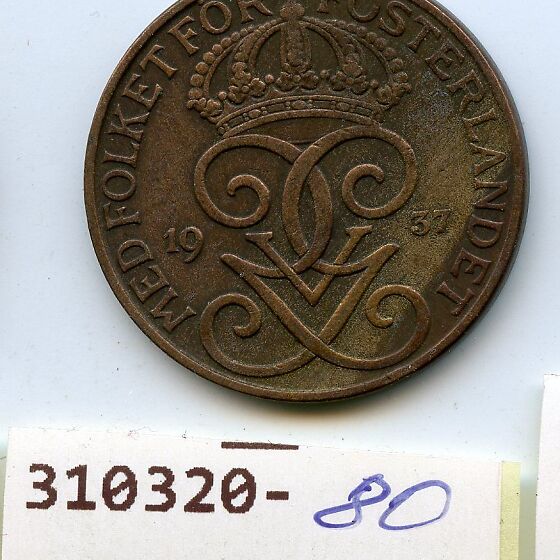 MED FOLKET FÖR FOSTERLANDET
19 37
310320- 80